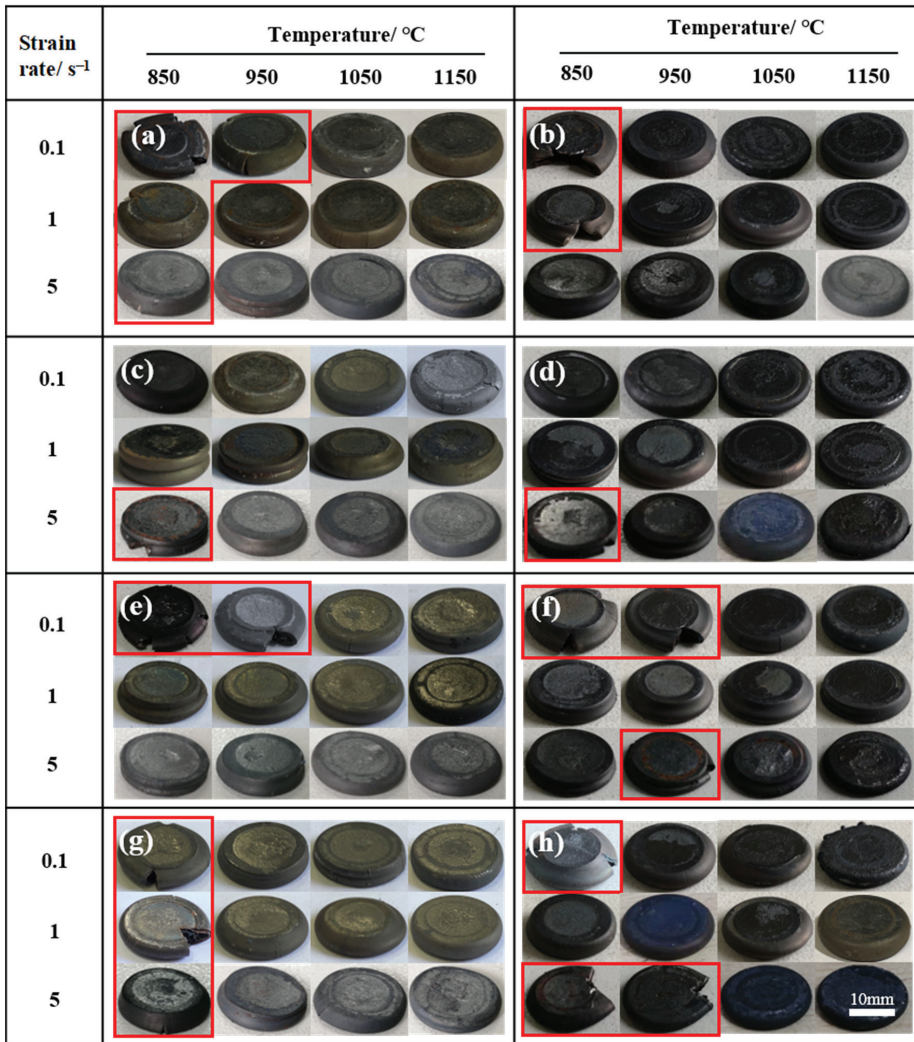 Strain
rate/ s⁻¹
Temperature/ °C
850 950 1050 1150
Temperature/ °C
850 950 1050 1150
0.1
(a)
(b)
1
5
0.1
(c)
(d)
1
5
0.1
(e)
(f)
1
5
0.1
(g)
(h)
1
5
10mm